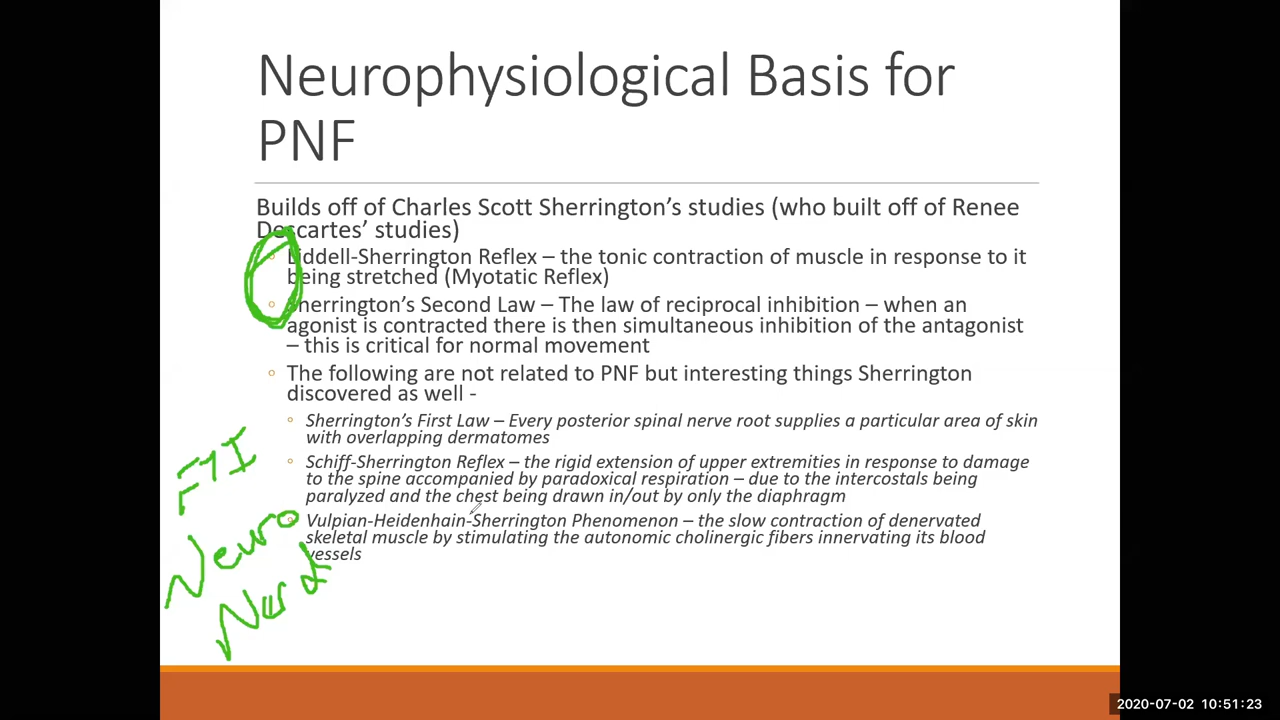 Neurophysiological Basis for
PNF
Builds off of Charles Scott Sherrington's studies (who built off of Renee
Descartes' studies)
Liddell-Sherrington Reflex – the tonic contraction of muscle in response to it
being stretched (Myotatic Reflex)
Sherrington's Second Law – The law of reciprocal inhibition – when an
agonist is contracted there is then simultaneous inhibition of the antagonist
– this is critical for normal movement
The following are not related to PNF but interesting things Sherrington
discovered as well -
Sherrington's First Law – Every posterior spinal nerve root supplies a particular area of skin
with overlapping dermatomes
Schiff-Sherrington Reflex – the rigid extension of upper extremities in response to damage
to the spine accompanied by paradoxical respiration – due to the intercostals being
paralyzed and the chest being drawn in/out by only the diaphragm
Vulpian-Heidenhain-Sherrington Phenomenon – the slow contraction of denervated
skeletal muscle by stimulating the autonomic cholinergic fibers innervating its blood
vessels
FYI
Neuro
Nerd
2020-07-02 10:51:23